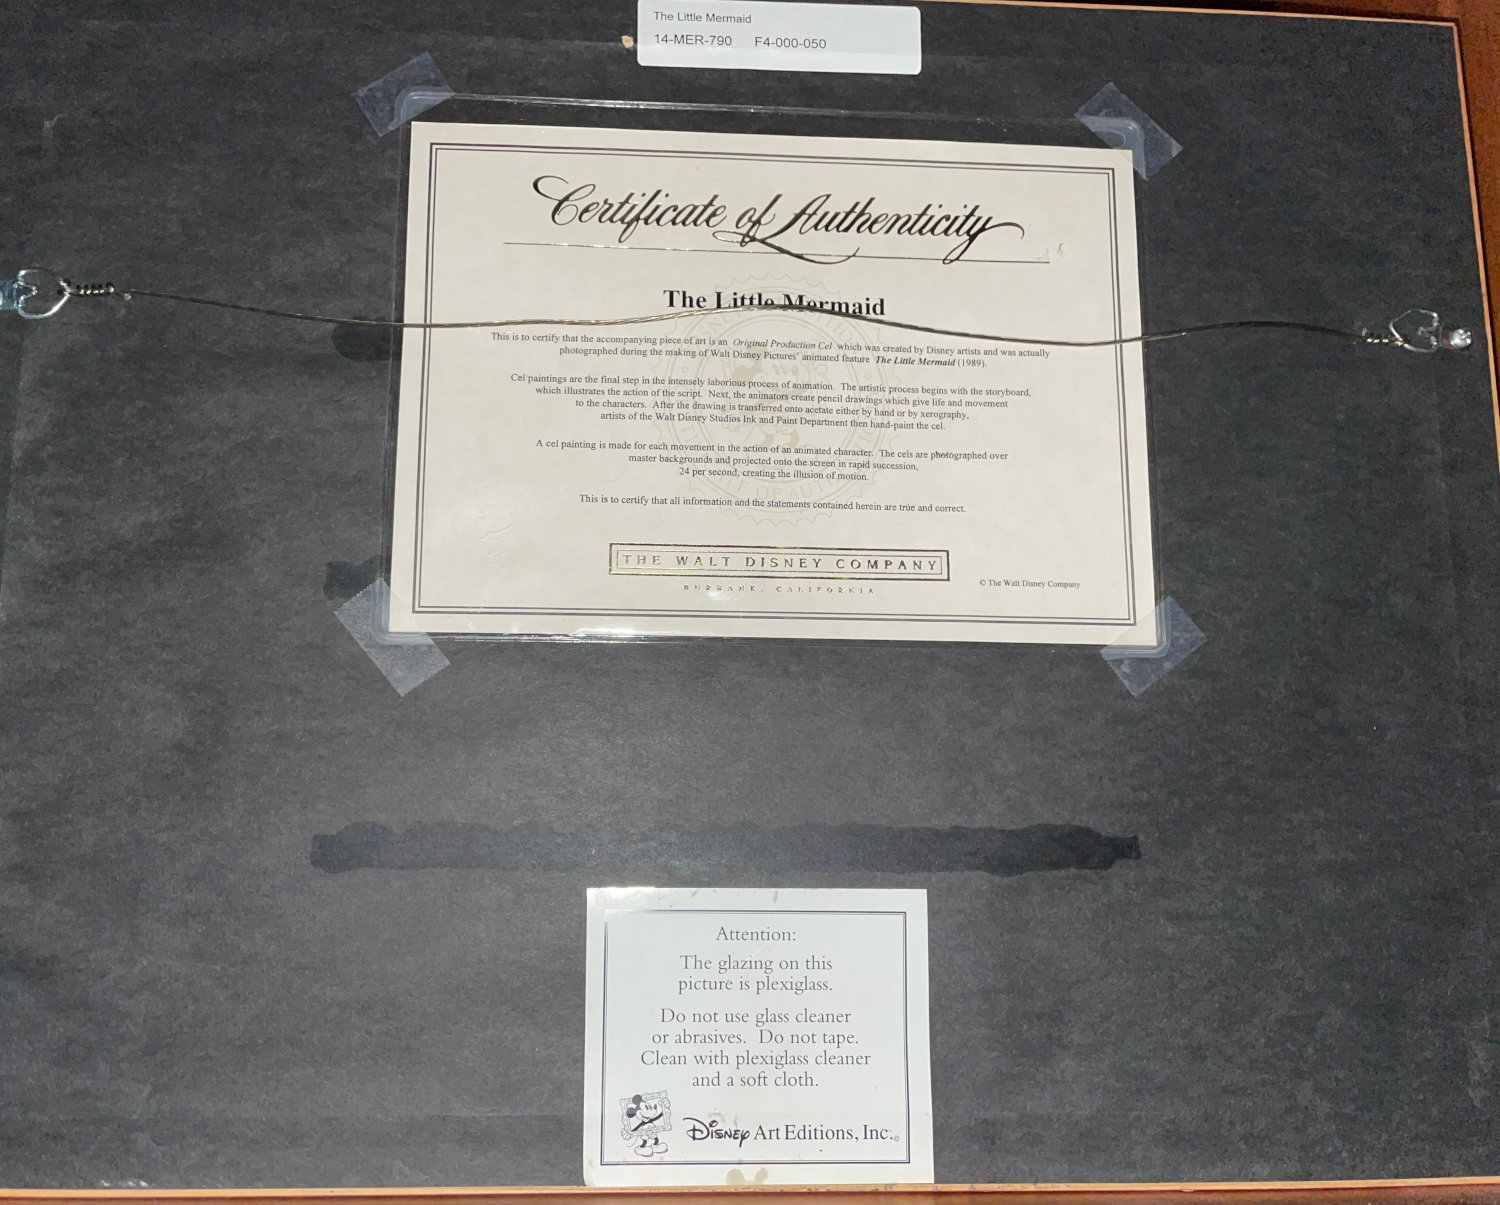 The Little Mermaid
14-MER-790 F4-000-050
Certificate of Authenticity
The Little Mermaid
This is to certify that the accompanying piece of art is an Original Production Cel which was created by Disney artists and was actually
photographed during the making of Walt Disney Pictures' animated feature The Little Mermaid (1989).
Cel paintings are the final step in the intensely laborious process of animation. The artistic process begins with the storyboard,
which illustrates the action of the script. Next, the animators create pencil drawings which give life and movement
to the characters. After the drawing is transferred onto acetate either by hand or by xerography,
artists of the Walt Disney Studios Ink and Paint Department then hand-paint the cel.
A cel painting is made for each movement in the action of an animated character. The cels are photographed over
master backgrounds and projected onto the screen in rapid succession,
24 per second, creating the illusion of motion.
This is to certify that all information and the statements contained herein are true and correct.
THE WALT DISNEY COMPANY
BURBANK, CALIFORNIA
© The Walt Disney Company
Attention:
The glazing on this
picture is plexiglass.
Do not use glass cleaner
or abrasives. Do not tape.
Clean with plexiglass cleaner
and a soft cloth.
Disney Art Editions, Inc.©